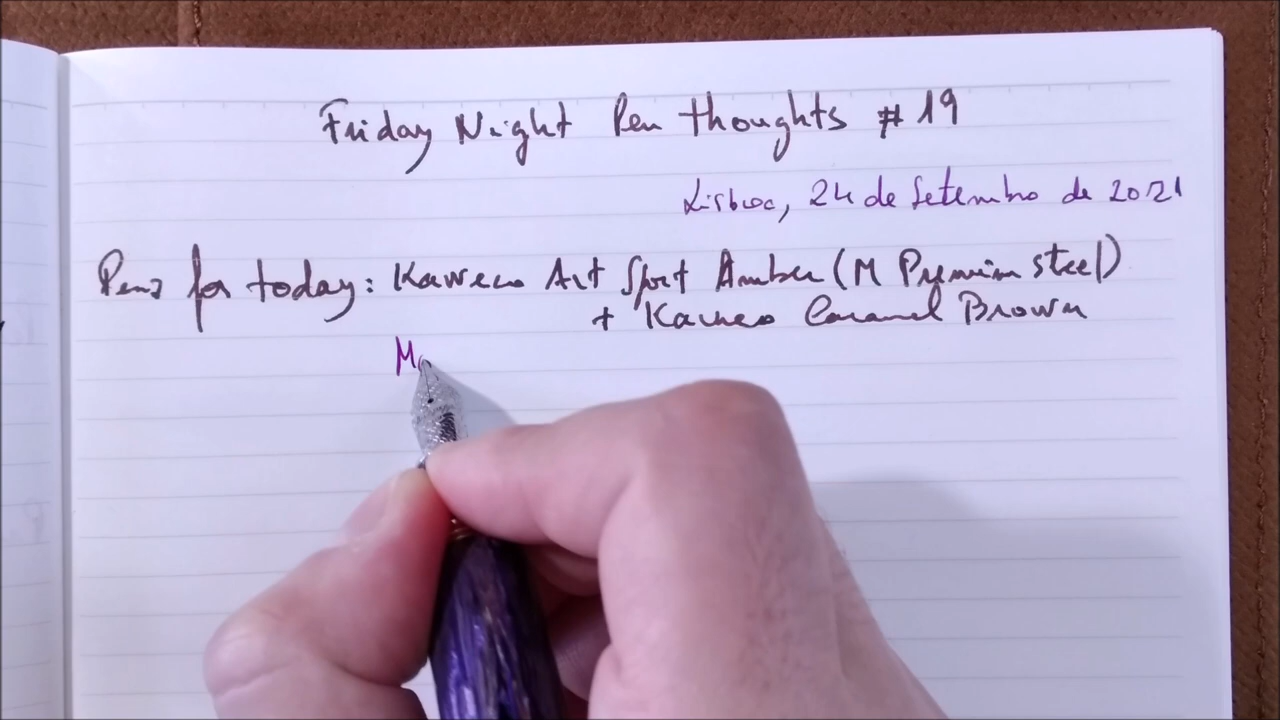 Friday Night Pen Thoughts #19
Lisboa, 24 de Setembro de 2021
Pens for today: Kaweco Art Sport Amber (M Premium steel)
+ Kaweco Caramel Brown
M